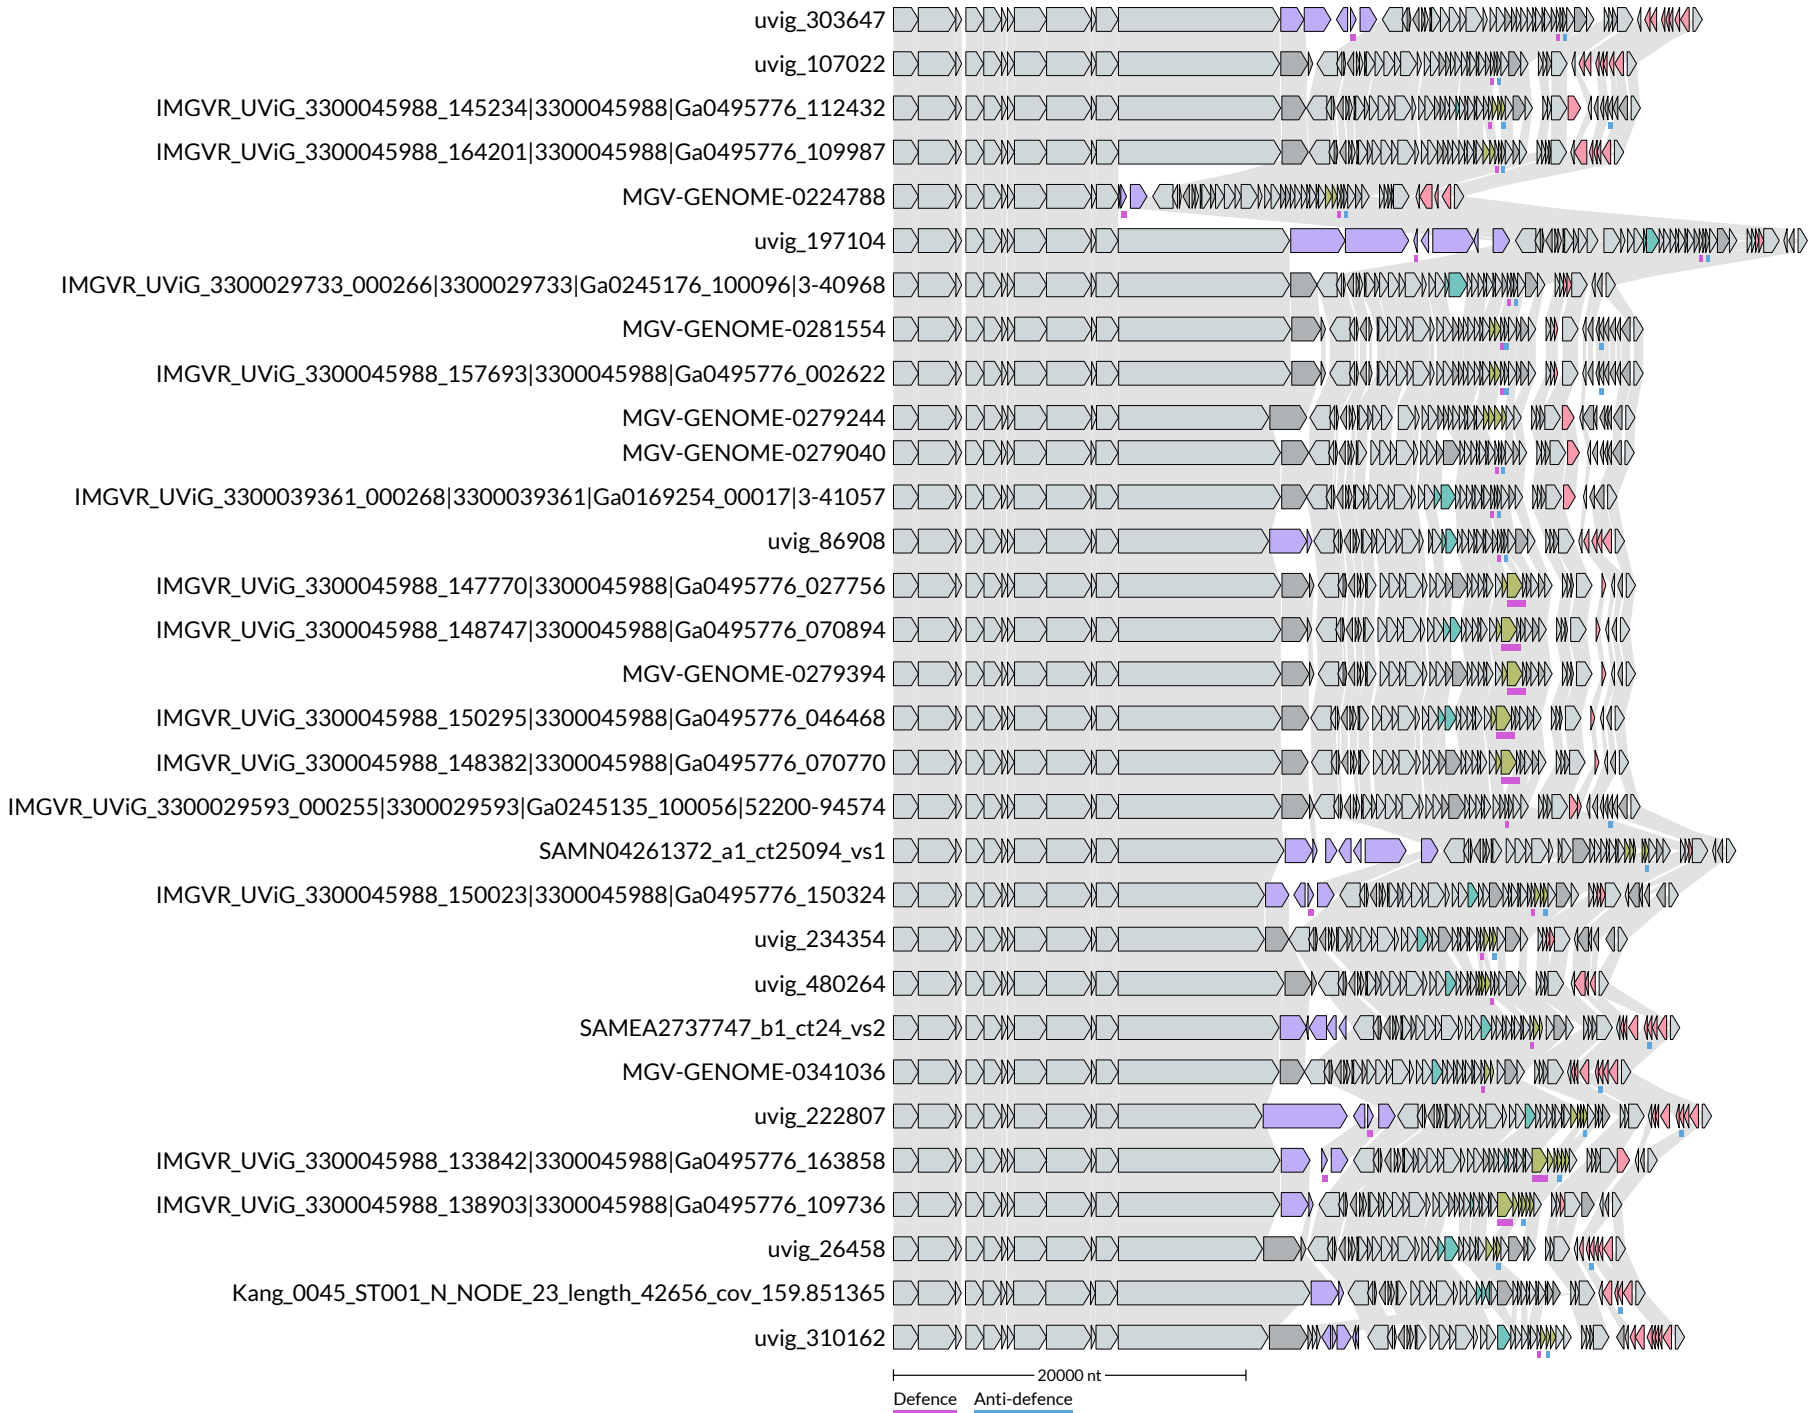 uvig_303647
uvig_107022
IMGVR_UViG_3300045988_145234|3300045988|Ga0495776_112432
IMGVR_UViG_3300045988_164201|3300045988|Ga0495776_109987
MGV-GENOME-0224788
uvig_197104
IMGVR_UViG_3300029733_000266|3300029733|Ga0245176_100096|3-40968
MGV-GENOME-0281554
IMGVR_UViG_3300045988_157693|3300045988|Ga0495776_002622
MGV-GENOME-0279244
MGV-GENOME-0279040
IMGVR_UViG_3300039361_000268|3300039361|Ga0169254_00017|3-41057
uvig_86908
IMGVR_UViG_3300045988_147770|3300045988|Ga0495776_027756
IMGVR_UViG_3300045988_148747|3300045988|Ga0495776_070894
MGV-GENOME-0279394
IMGVR_UViG_3300045988_150295|3300045988|Ga0495776_046468
IMGVR_UViG_3300045988_148382|3300045988|Ga0495776_070770
IMGVR_UViG_3300029593_000255|3300029593|Ga0245135_100056|52200-94574
SAMN04261372_a1_ct25094_vs1
IMGVR_UViG_3300045988_150023|3300045988|Ga0495776_150324
uvig_234354
uvig_480264
SAMEA2737747_b1_ct24_vs2
MGV-GENOME-0341036
uvig_222807
IMGVR_UViG_3300045988_133842|3300045988|Ga0495776_163858
IMGVR_UViG_3300045988_138903|3300045988|Ga0495776_109736
uvig_26458
Kang_0045_ST001_N_NODE_23_length_42656_cov_159.851365
uvig_310162
20000 nt
Defence Anti-defence